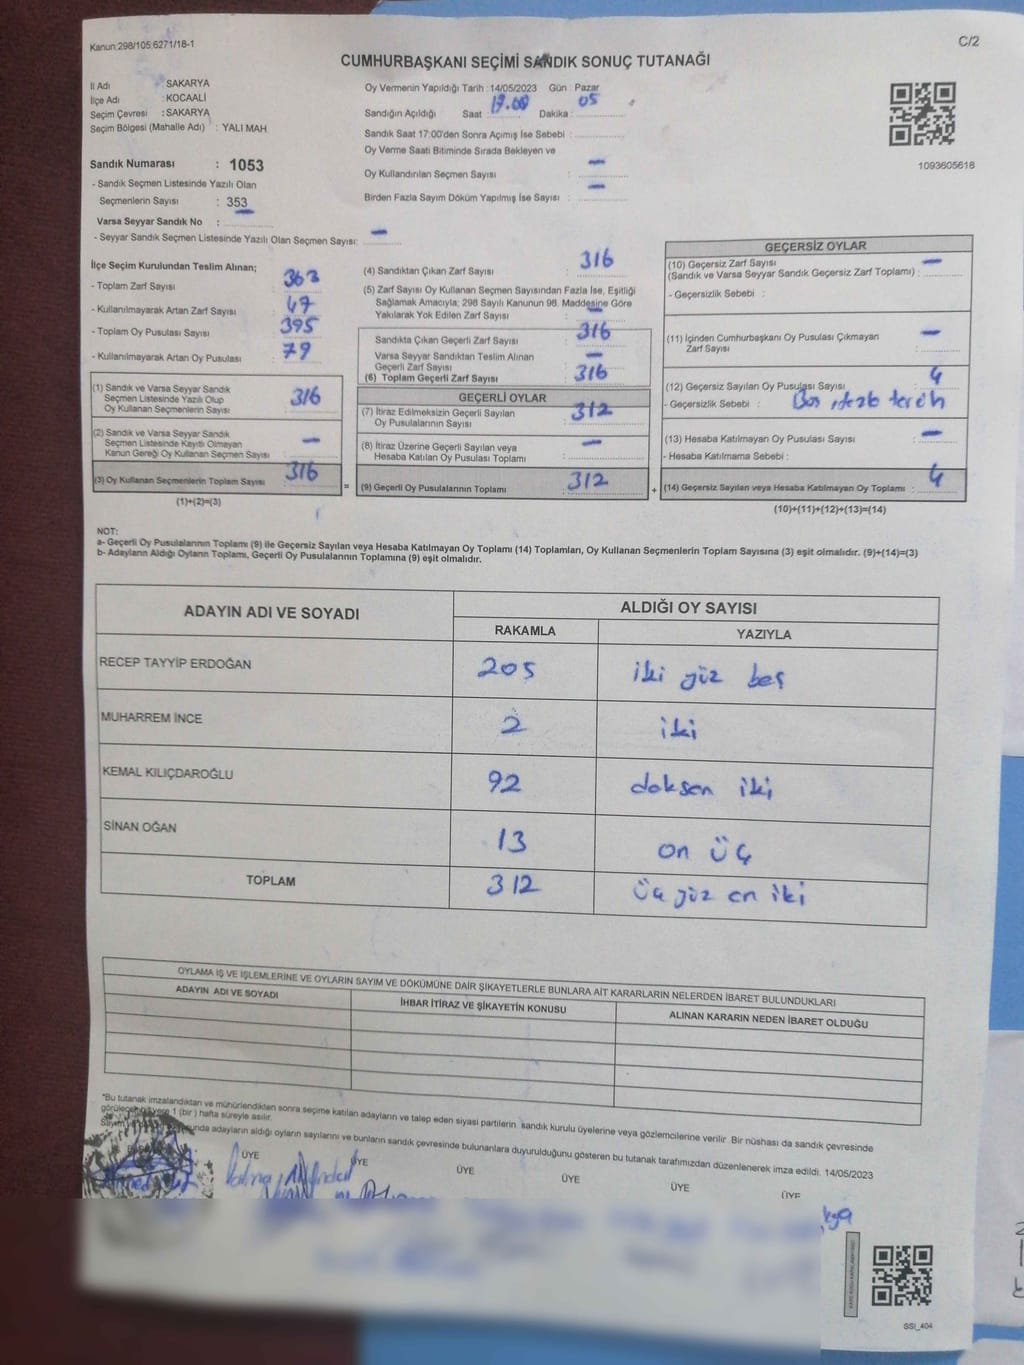 Kanun:298/105:6271/18-1
C/2
CUMHURBAŞKANI SEÇİMİ SANDIK SONUÇ TUTANAĞI
İl Adı : SAKARYA
İlçe Adı : KOCAALİ
Seçim Çevresi : SAKARYA
Seçim Bölgesi (Mahalle Adı) : YALI MAH.
Oy Vermenin Yapıldığı Tarih : 14/05/2023 Gün : Pazar
Sandığın Açıldığı Saat : 17.00 Dakika : 05
Sandık Saat 17:00'den Sonra Açımış İse Sebebi :
Oy Verme Saati Bitiminde Sırada Bekleyen ve
Oy Kullandırılan Seçmen Sayısı : —
Birden Fazla Sayım Döküm Yapılmış İse Sayısı : —
1093605618
Sandık Numarası : 1053
- Sandık Seçmen Listesinde Yazılı Olan
Seçmenlerin Sayısı : 353
Varsa Seyyar Sandık No :
- Seyyar Sandık Seçmen Listesinde Yazılı Olan Seçmen Sayısı: —
İlçe Seçim Kurulundan Teslim Alınan;
- Toplam Zarf Sayısı : 363
- Kullanılmayarak Artan Zarf Sayısı : 47
- Toplam Oy Pusulası Sayısı : 395
- Kullanılmayarak Artan Oy Pusulası : 79
(1) Sandık ve Varsa Seyyar Sandık
Seçmen Listesinde Yazılı Olup
Oy Kullanan Seçmenlerin Sayısı : 316
(2) Sandık ve Varsa Seyyar Sandık
Seçmen Listesinde Kayıtlı Olmayan
Kanun Gereği Oy Kullanan Seçmen Sayısı : —
(3) Oy Kullanan Seçmenlerin Toplam Sayısı : 316
(1)+(2)=(3)
(4) Sandıktan Çıkan Zarf Sayısı : 316
(5) Zarf Sayısı Oy Kullanan Seçmen Sayısından Fazla İse, Eşitliği
Sağlamak Amacıyla; 298 Sayılı Kanunun 98. Maddesine Göre
Yakılarak Yok Edilen Zarf Sayısı : —
Sandıkta Çıkan Geçerli Zarf Sayısı : 316
Varsa Seyyar Sandıktan Teslim Alınan
Geçerli Zarf Sayısı : —
(6) Toplam Geçerli Zarf Sayısı : 316
GEÇERLİ OYLAR
(7) İtiraz Edilmeksizin Geçerli Sayılan
Oy Pusulalarının Sayısı : 312
(8) İtiraz Üzerine Geçerli Sayılan veya
Hesaba Katılan Oy Pusulası Toplamı : —
= (9) Geçerli Oy Pusulalarının Toplamı : 312 +
GEÇERSİZ OYLAR
(10) Geçersiz Zarf Sayısı
(Sandık ve Varsa Seyyar Sandık Geçersiz Zarf Toplamı) : —
- Geçersizlik Sebebi :
(11) İçinden Cumhurbaşkanı Oy Pusulası Çıkmayan
Zarf Sayısı : —
(12) Geçersiz Sayılan Oy Pusulası Sayısı : 4
- Geçersizlik Sebebi : Boş, fazla tercih
(13) Hesaba Katılmayan Oy Pusulası Sayısı : —
- Hesaba Katılmama Sebebi :
(14) Geçersiz Sayılan veya Hesaba Katılmayan Oy Toplamı : 4
(10)+(11)+(12)+(13)=(14)
NOT:
a- Geçerli Oy Pusulalarının Toplamı (9) ile Geçersiz Sayılan veya Hesaba Katılmayan Oy Toplamı (14) Toplamları, Oy Kullanan Seçmenlerin Toplam Sayısına (3) eşit olmalıdır. (9)+(14)=(3)
b- Adayların Aldığı Oyların Toplamı, Geçerli Oy Pusulalarının Toplamına (9) eşit olmalıdır.
ADAYIN ADI VE SOYADI ALDIĞI OY SAYISI
RAKAMLA YAZIYLA
RECEP TAYYİP ERDOĞAN 205 iki yüz beş
MUHARREM İNCE 2 iki
KEMAL KILIÇDAROĞLU 92 doksan iki
SİNAN OĞAN 13 on üç
TOPLAM 312 üç yüz on iki
OYLAMA İŞ VE İŞLEMLERİNE VE OYLARIN SAYIM VE DÖKÜMÜNE DAİR ŞİKAYETLERLE BUNLARA AİT KARARLARIN NELERDEN İBARET BULUNDUKLARI
ADAYIN ADI VE SOYADI İHBAR İTİRAZ VE ŞİKAYETİN KONUSU ALINAN KARARIN NEDEN İBARET OLDUĞU
*Bu tutanak imzalandıktan ve mühürlendikten sonra seçime katılan adayların ve talep eden siyasi partilerin sandık kurulu üyelerine veya gözlemcilerine verilir. Bir nüshası da sandık çevresinde
1 (bir) hafta süreyle asılır.
adayların aldığı oyların sayılarını ve bunların sandık çevresinde bulunanlara duyurulduğunu gösteren bu tutanak tarafımızdan düzenlenerek imza edildi. 14/05/2023
ÜYE ÜYE ÜYE ÜYE ÜYE ÜYE
SSİ_404